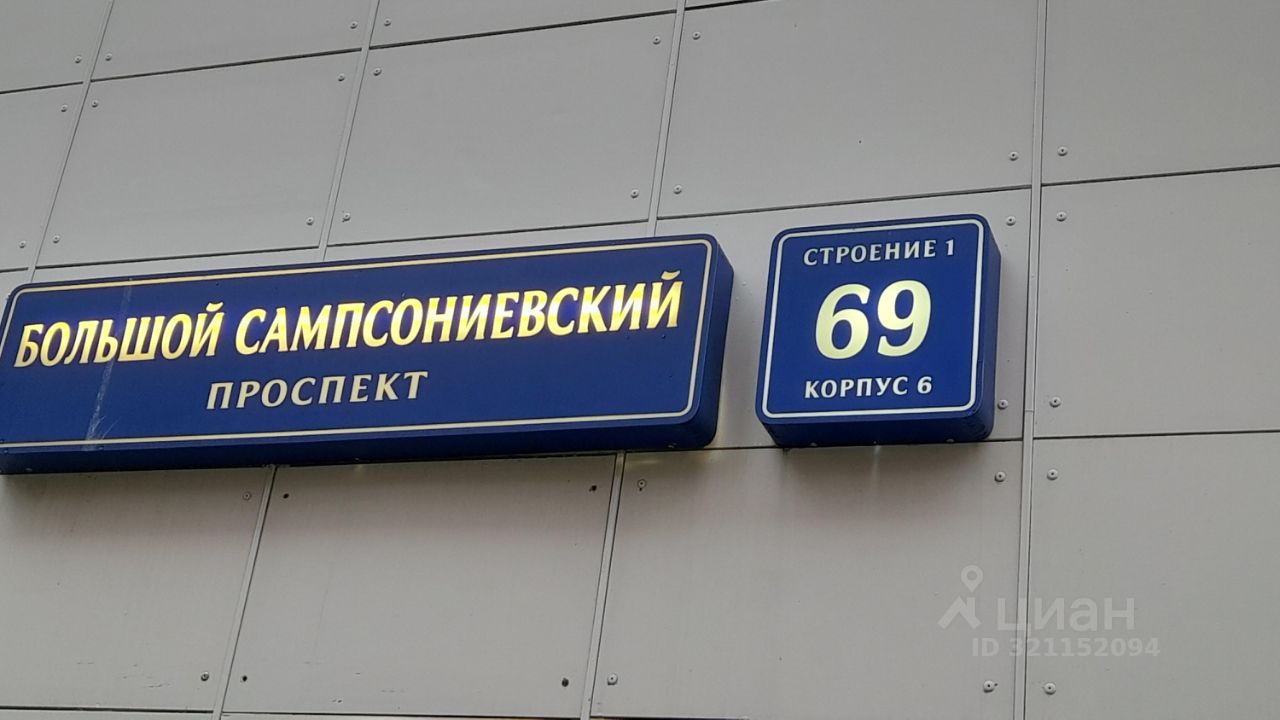 БОЛЬШОЙ САМПСОНИЕВСКИЙ
ПРОСПЕКТ
СТРОЕНИЕ 1
69
КОРПУС 6
циан
ID 321152094